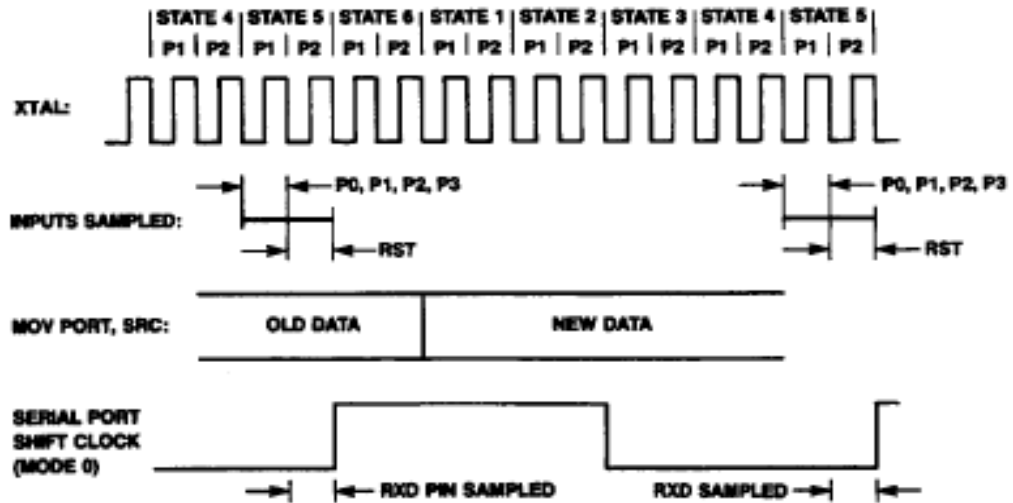 STATE 4 STATE 5 STATE 6 STATE 1 STATE 2 STATE 3 STATE 4 STATE 5
P1 P2 P1 P2 P1 P2 P1 P2 P1 P2 P1 P2 P1 P2 P1 P2
XTAL:
P0, P1, P2, P3 P0, P1, P2, P3
INPUTS SAMPLED:
RST RST
MOV PORT, SRC: OLD DATA NEW DATA
SERIAL PORT
SHIFT CLOCK
(MODE 0)
RXD PIN SAMPLED RXD SAMPLED